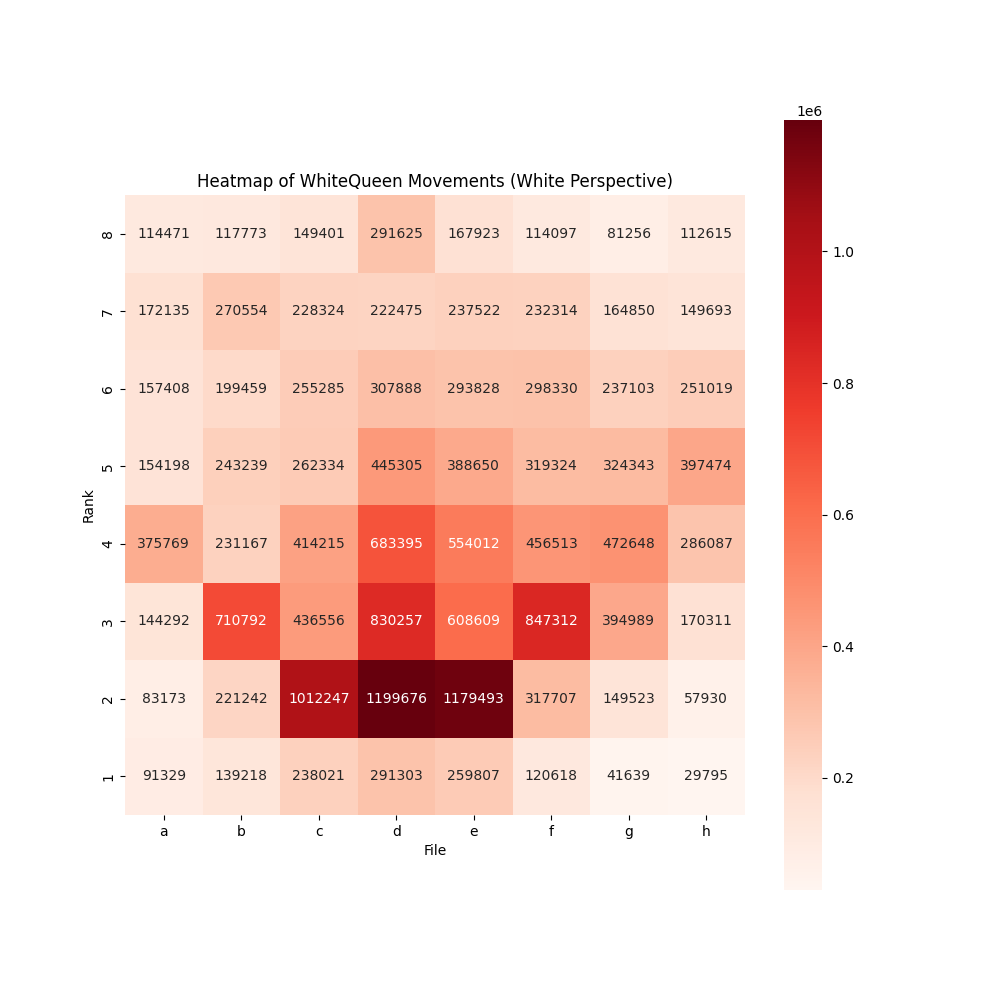 1e6
Heatmap of WhiteQueen Movements (White Perspective)
8 114471 117773 149401 291625 167923 114097 81256 112615
1.0
7 172135 270554 228324 222475 237522 232314 164850 149693
6 157408 199459 255285 307888 293828 298330 237103 251019
0.8
5 154198 243239 262334 445305 388650 319324 324343 397474
Rank
0.6
4 375769 231167 414215 683395 554012 456513 472648 286087
3 144292 710792 436556 830257 608609 847312 394989 170311
0.4
2 83173 221242 1012247 1199676 1179493 317707 149523 57930
1 91329 139218 238021 291303 259807 120618 41639 29795
0.2
a b c d e f g h
File